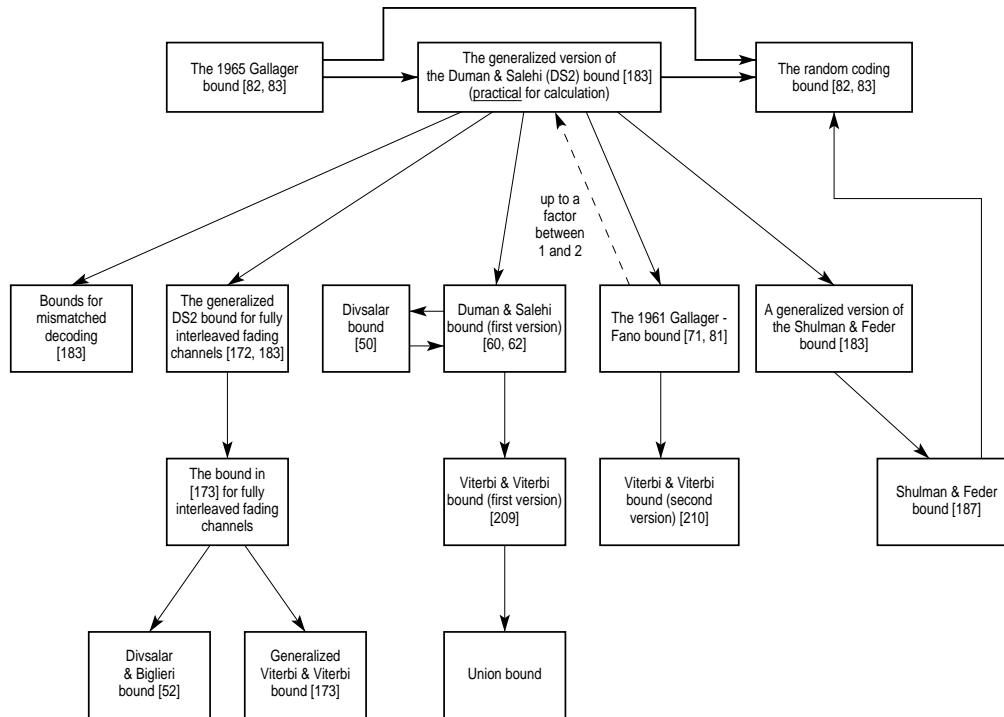 The 1965 Gallager
bound [82, 83]
The generalized version of
the Duman & Salehi (DS2) bound [183]
(practical for calculation)
The random coding
bound [82, 83]
up to a
factor
between
1 and 2
Bounds for
mismatched
decoding
[183]
The generalized
DS2 bound for fully
interleaved fading
channels [172, 183]
Divsalar
bound
[50]
Duman & Salehi
bound (first version)
[60, 62]
The 1961 Gallager -
Fano bound [71, 81]
A generalized version of
the Shulman & Feder
bound [183]
The bound in
[173] for fully
interleaved fading
channels
Viterbi & Viterbi
bound (first version)
[209]
Viterbi & Viterbi
bound (second
version) [210]
Shulman & Feder
bound [187]
Divsalar
& Biglieri
bound [52]
Generalized
Viterbi & Viterbi
bound [173]
Union bound